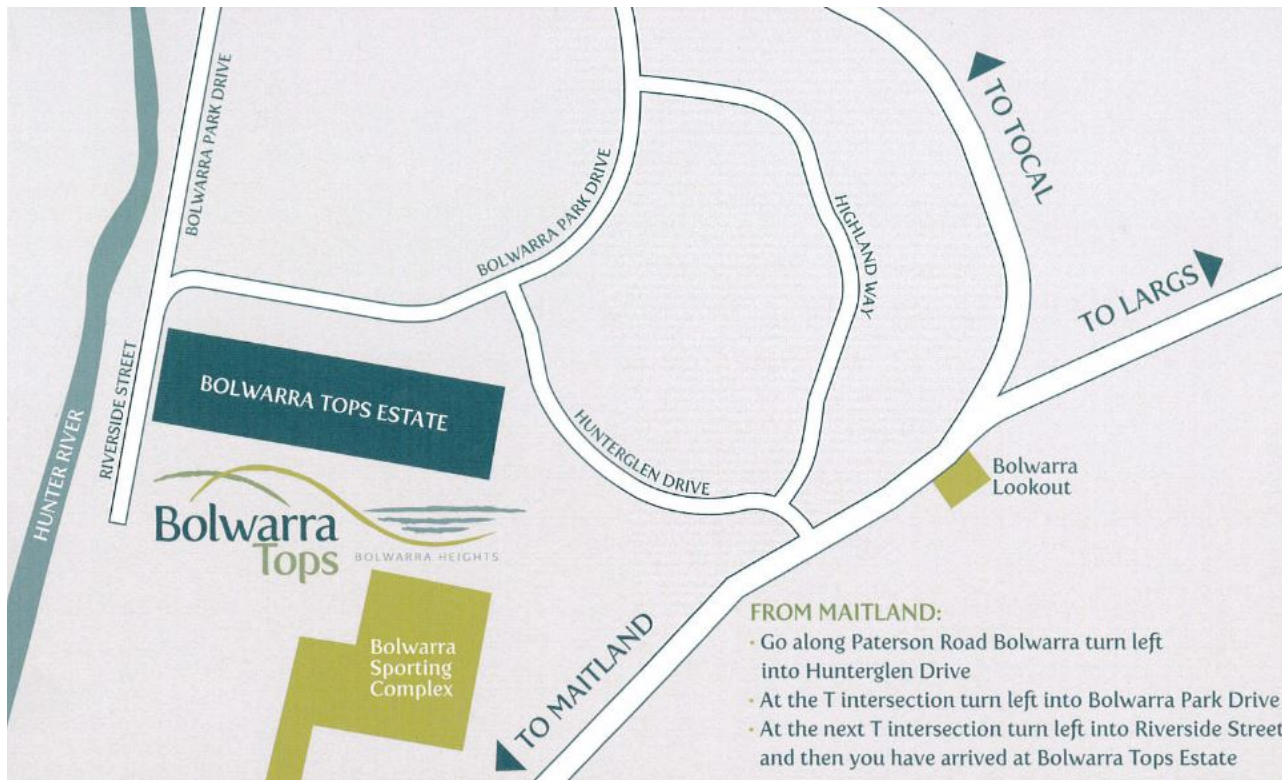 BOLWARRA PARK DRIVE
BOLWARRA PARK DRIVE
HIGHLAND WAY
TO TOCAL
TO LARGS
HUNTER RIVER
RIVERSIDE STREET
BOLWARRA TOPS ESTATE
HUNTERGLEN DRIVE
Bolwarra
Lookout
Bolwarra
Tops
BOLWARRA HEIGHTS
Bolwarra
Sporting
Complex
TO MAITLAND
FROM MAITLAND:
· Go along Paterson Road Bolwarra turn left
into Hunterglen Drive
· At the T intersection turn left into Bolwarra Park Drive
· At the next T intersection turn left into Riverside Street
and then you have arrived at Bolwarra Tops Estate